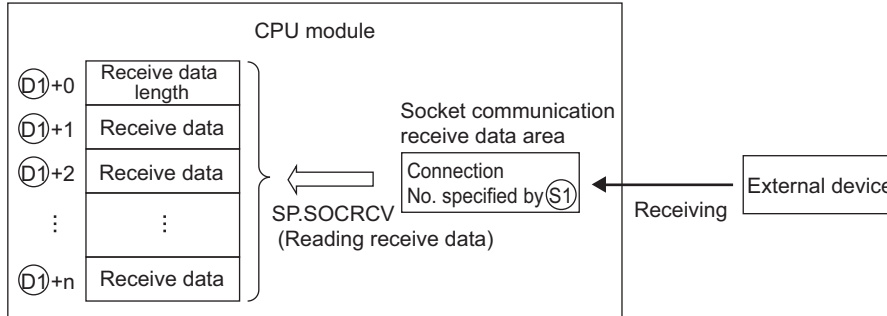 CPU module
D1+0
Receive data
length
D1+1
Receive data
D1+2
Receive data
⋮
⋮
D1+n
Receive data
SP.SOCRCV
(Reading receive data)
Socket communication
receive data area
Connection
No. specified by S1
Receiving
External device